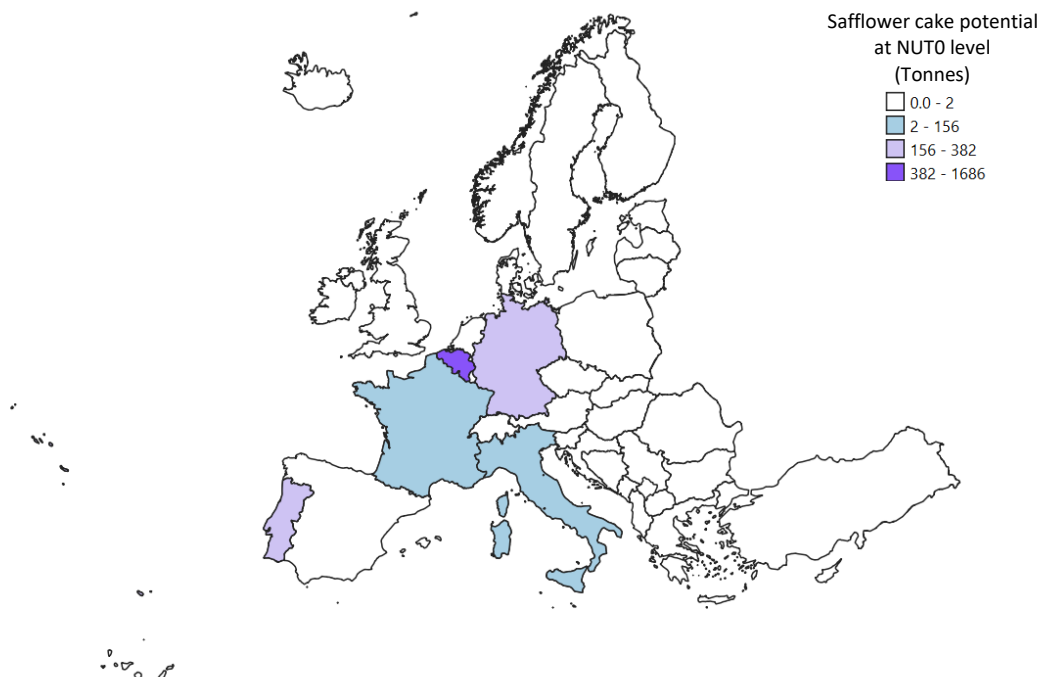 Safflower cake potential
at NUT0 level
(Tonnes)
0.0 - 2
2 - 156
156 - 382
382 - 1686